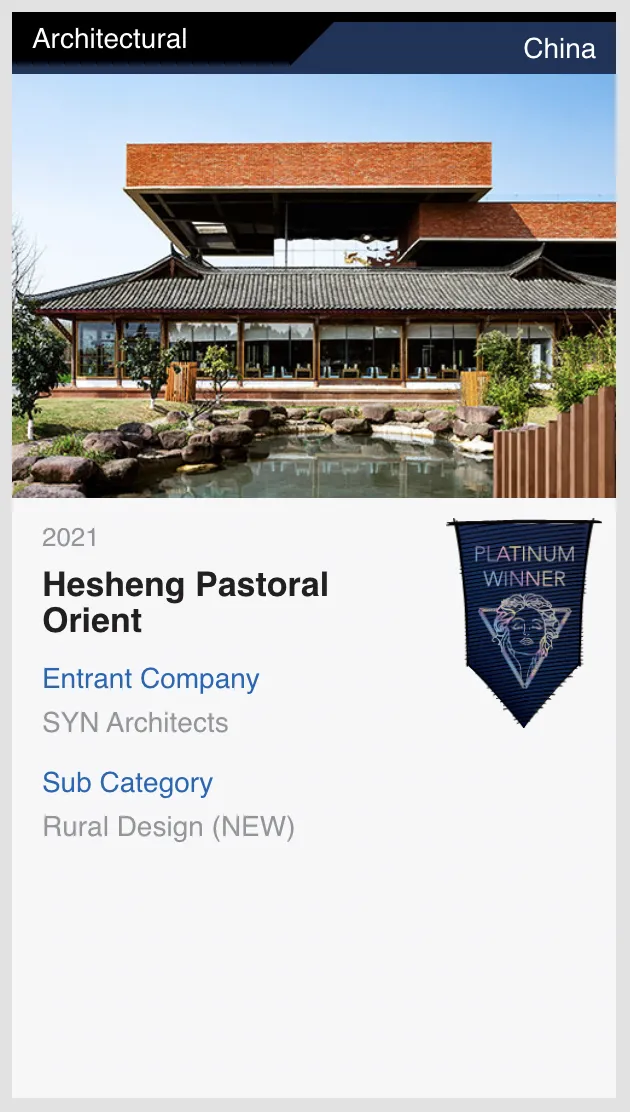 Architectural
China
2021
Hesheng Pastoral
Orient
PLATINUM
WINNER
Entrant Company
SYN Architects
Sub Category
Rural Design (NEW)